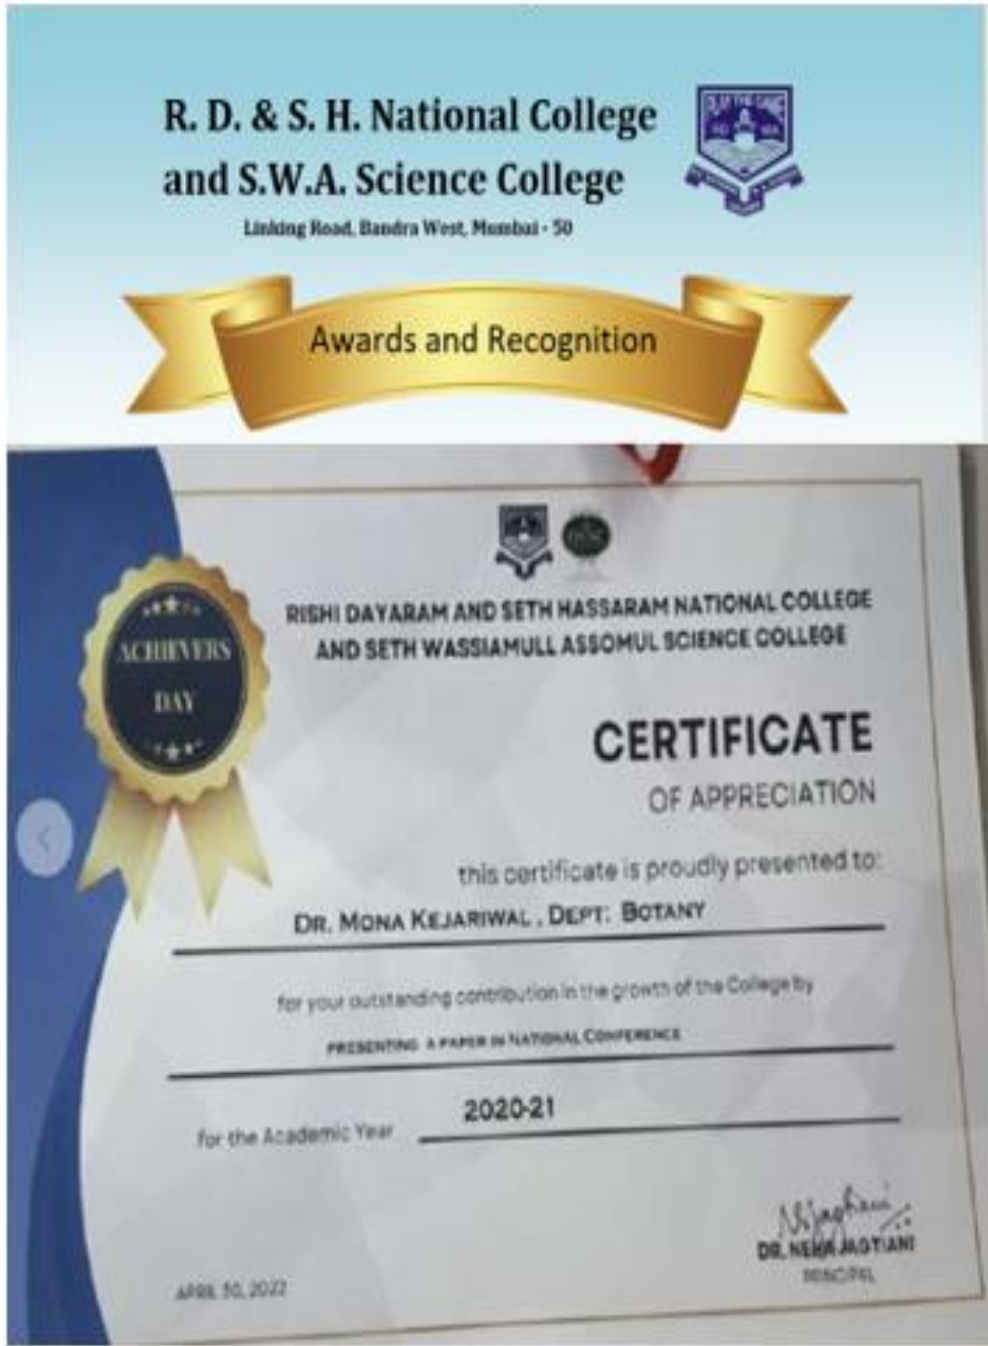 R. D. & S. H. National College
and S.W.A. Science College
Linking Road, Bandra West, Mumbai - 50
Awards and Recognition
RISHI DAYARAM AND SETH HASSARAM NATIONAL COLLEGE
AND SETH WASSIAMULL ASSOMUL SCIENCE COLLEGE
ACHIEVERS
DAY
CERTIFICATE
OF APPRECIATION
this certificate is proudly presented to:
DR. MONA KEJARIWAL , DEPT: BOTANY
for your outstanding contribution in the growth of the College by
PRESENTING A PAPER IN NATIONAL CONFERENCE
for the Academic Year 2020-21
DR. NEHA JAGTIANI
PRINCIPAL
APRIL 30, 2022